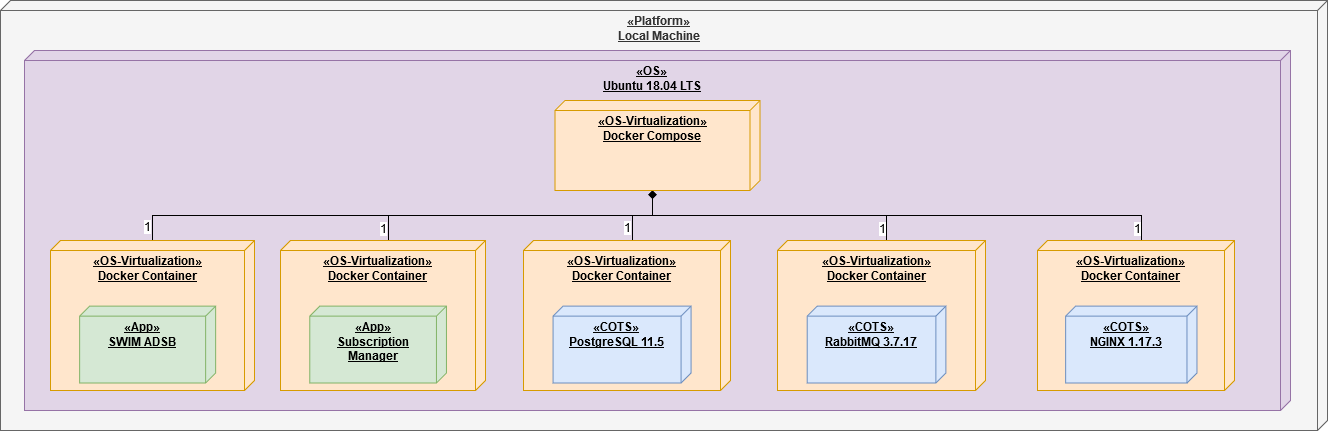 «Platform»
Local Machine
«OS»
Ubuntu 18.04 LTS
«OS-Virtualization»
Docker Compose
1
1
1
1
1
«OS-Virtualization»
Docker Container
«App»
SWIM ADSB
«OS-Virtualization»
Docker Container
«App»
Subscription
Manager
«OS-Virtualization»
Docker Container
«COTS»
PostgreSQL 11.5
«OS-Virtualization»
Docker Container
«COTS»
RabbitMQ 3.7.17
«OS-Virtualization»
Docker Container
«COTS»
NGINX 1.17.3